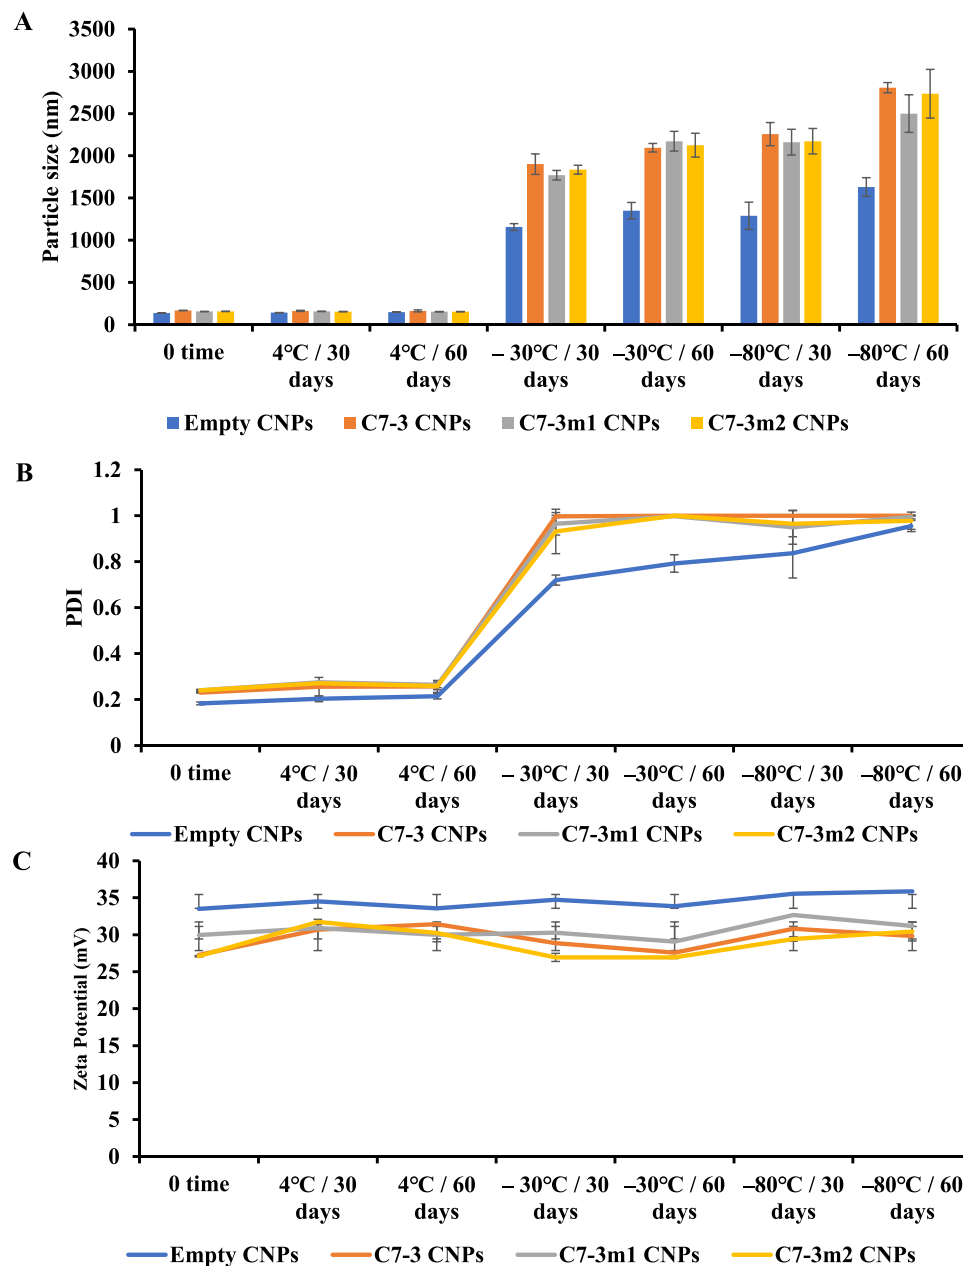 A
Particle size (nm)
3500
3000
2500
2000
1500
1000
500
0
0 time 4°C / 30 4°C / 60 – 30°C / 30 –30°C / 60 –80°C / 30 –80°C / 60
days days days days days days
Empty CNPs C7-3 CNPs C7-3m1 CNPs C7-3m2 CNPs
B
PDI
1.2
1
0.8
0.6
0.4
0.2
0
0 time 4°C / 30 4°C / 60 – 30°C / 30 –30°C / 60 –80°C / 30 –80°C / 60
days days days days days days
Empty CNPs C7-3 CNPs C7-3m1 CNPs C7-3m2 CNPs
C
Zeta Potential (mV)
40
35
30
25
20
15
10
5
0
0 time 4°C / 30 4°C / 60 – 30°C / 30 –30°C / 60 –80°C / 30 –80°C / 60
days days days days days days
Empty CNPs C7-3 CNPs C7-3m1 CNPs C7-3m2 CNPs